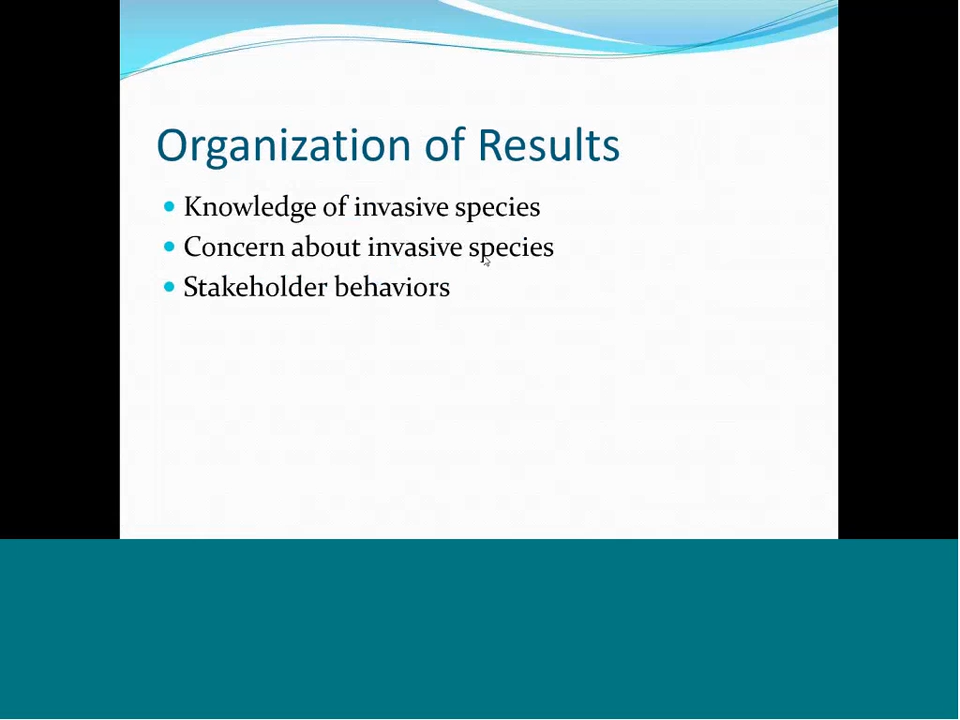 Organization of Results
Knowledge of invasive species
Concern about invasive species
Stakeholder behaviors